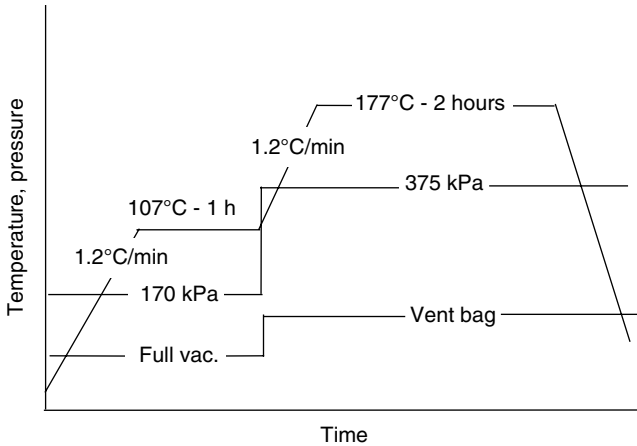 177°C - 2 hours
1.2°C/min
375 kPa
107°C - 1 h
1.2°C/min
170 kPa
Vent bag
Full vac.
Temperature, pressure
Time